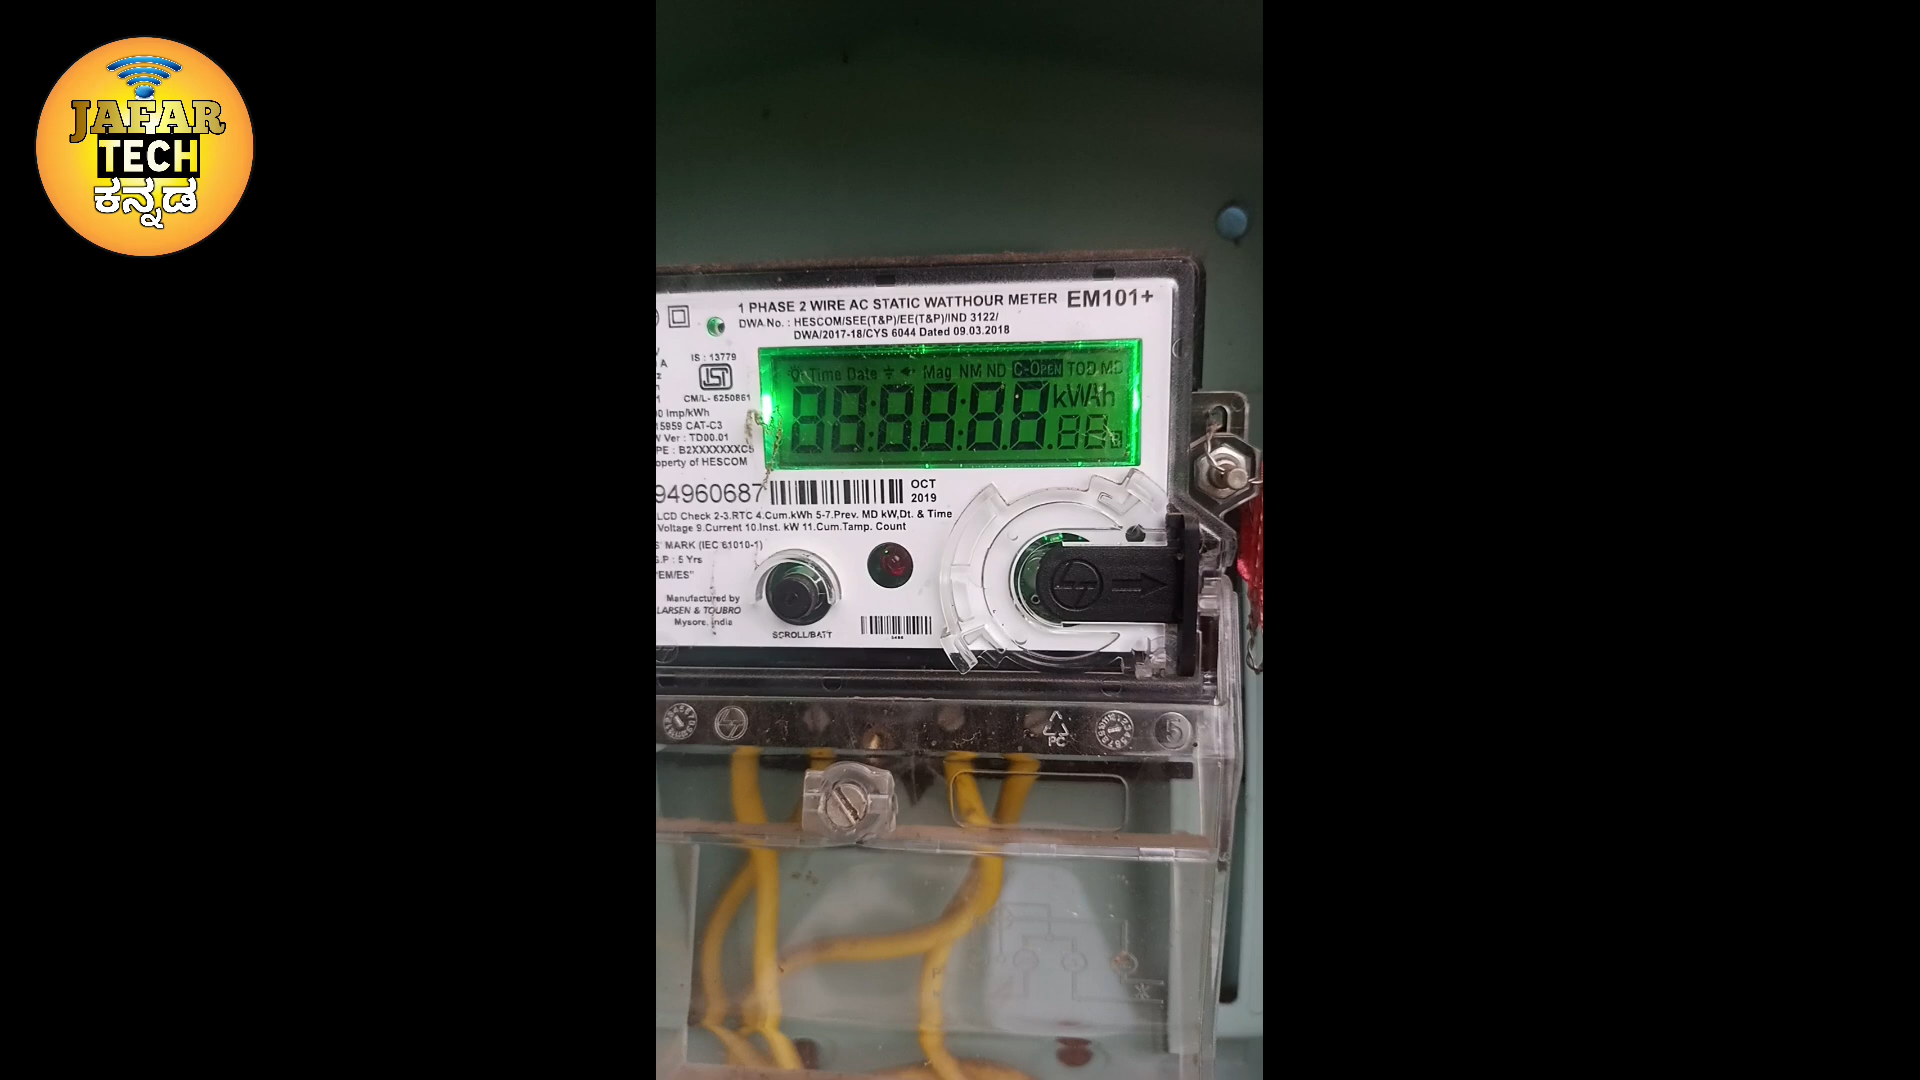 JAFAR
TECH
ಕನ್ನಡ
1 PHASE 2 WIRE AC STATIC WATTHOUR METER EM101+
DWA No. : HESCOM/SEE(T&P)/EE(T&P)/IND 3122/
DWA/2017-18/CYS 6044 Dated 09.03.2018
IS : 13779
CM/L- 6250861
A
Imp/kWh
15959 CAT-C3
Ver : TD00.01
: B2XXXXXXXC5
of HESCOM
Time Date Mag NM ND C-OPEN TOD MD
88:88:88 kWAh
94960687
OCT
2019
LCD Check 2-3.RTC 4.Cum.kWh 5-7.Prev. MD kW,Dt. & Time
Voltage 9.Current 10.Inst. kW 11.Cum.Tamp. Count
MARK (IEC 61010-1)
: 5 Yrs
"EM/ES"
Manufactured by
LARSEN & TOUBRO
Mysore, India
SCROLL/BATT
PC
5